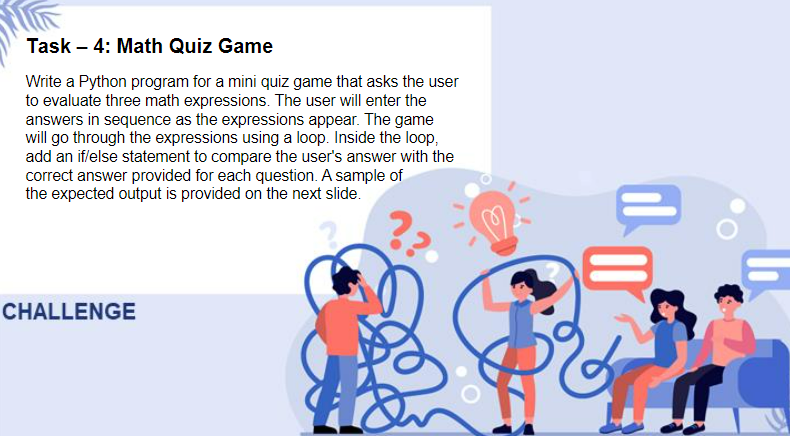 Task – 4: Math Quiz Game
Write a Python program for a mini quiz game that asks the user
to evaluate three math expressions. The user will enter the
answers in sequence as the expressions appear. The game
will go through the expressions using a loop. Inside the loop,
add an if/else statement to compare the user's answer with the
correct answer provided for each question. A sample of
the expected output is provided on the next slide.
? ? ?
?
CHALLENGE